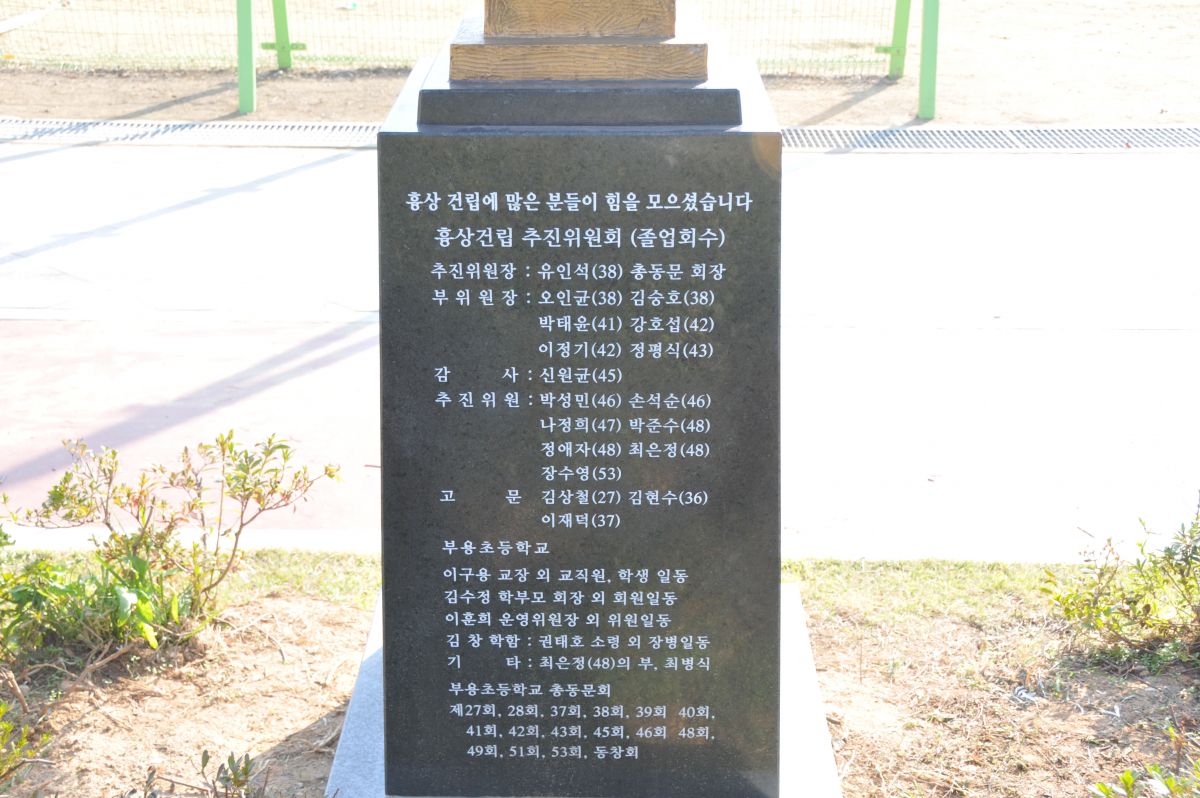 흉상 건립에 많은 분들이 힘을 모으셨습니다
흉상건립 추진위원회 (졸업회수)
추진위원장 : 유인석(38) 총동문 회장
부 위 원 장 : 오인균(38) 김숭호(38)
박태윤(41) 강호섭(42)
이정기(42) 정평식(43)
감 사 : 신원균(45)
추 진 위 원 : 박성민(46) 손석순(46)
나정희(47) 박준수(48)
정애자(48) 최은정(48)
장수영(53)
고 문 김상철(27) 김현수(36)
이재덕(37)
부용초등학교
이구용 교장 외 교직원, 학생 일동
김수정 학부모 회장 외 회원일동
이훈희 운영위원장 외 위원일동
김 창 학함 : 권태호 소령 외 장병일동
기 타 : 최은정(48)의 부, 최병식
부용초등학교 총동문회
제27회, 28회, 37회, 38회, 39회 40회,
41회, 42회, 43회, 45회, 46회 48회,
49회, 51회, 53회, 동창회